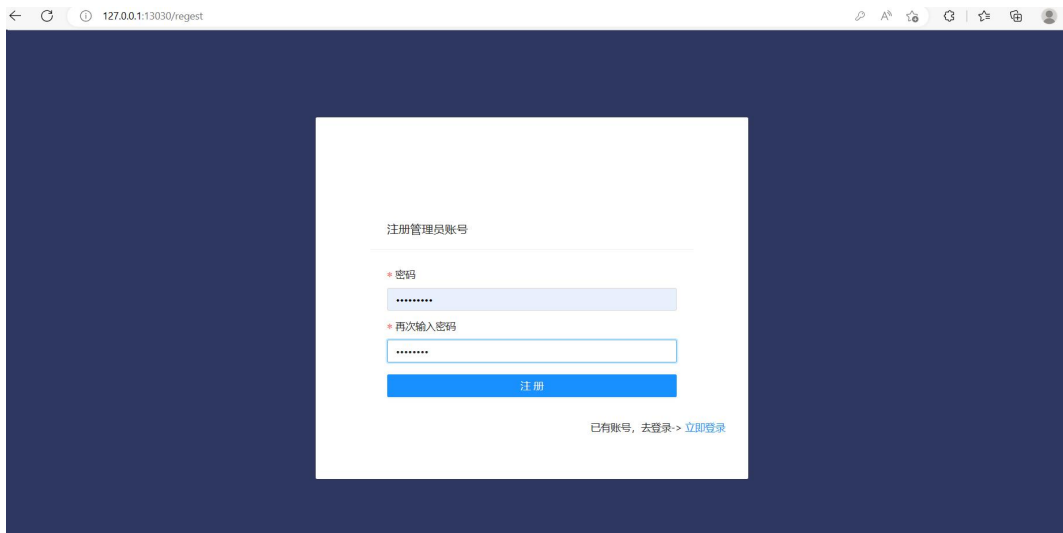 127.0.0.1:13030/regest
注册管理员账号
* 密码
•••••••••
* 再次输入密码
••••••••
注 册
已有账号，去登录-> 立即登录